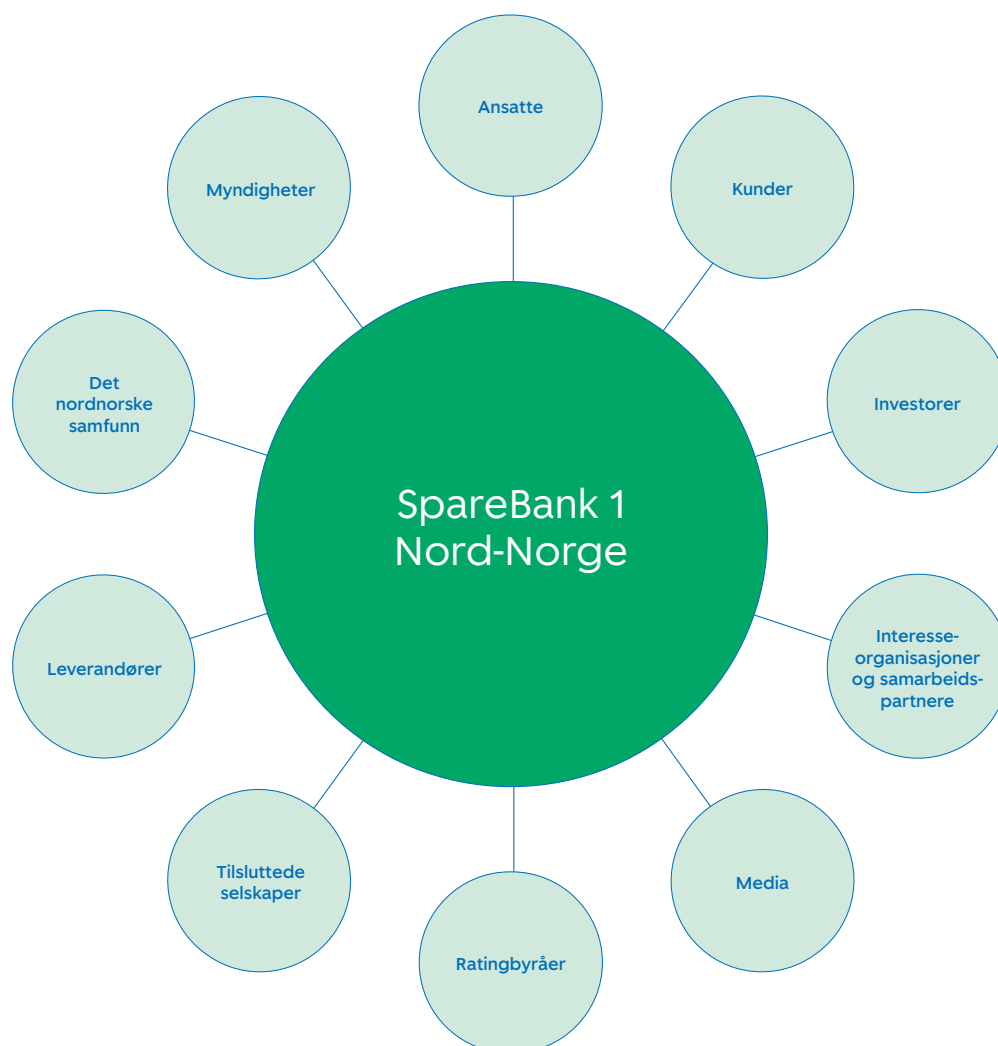 Ansatte
Kunder
Myndigheter
Investorer
Det
nordnorske
samfunn
SpareBank 1
Nord-Norge
Interesse-
organisasjoner
og samarbeids-
partnere
Leverandører
Media
Tilsluttede
selskaper
Ratingbyråer